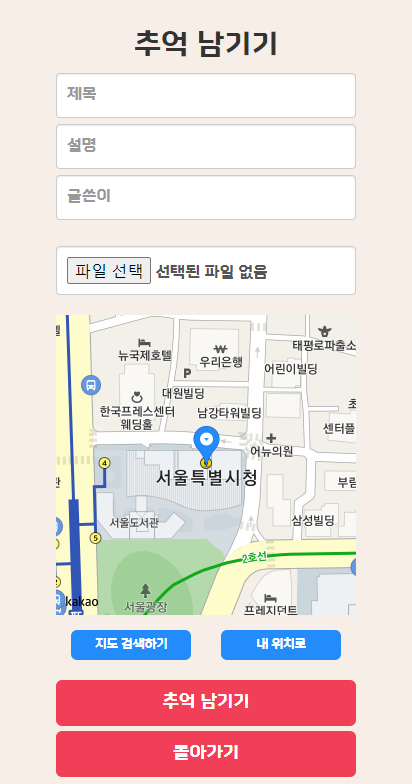 추억 남기기
제목
설명
글쓴이
파일 선택 선택된 파일 없음
태평로파출소
뉴국제호텔
우리은행
어린이빌딩
P
대원빌딩
한국프레스센터
웨딩홀
남강타워빌딩
센터플
어뉴의원
4
서울특별시청
부림
서울도서관
삼성빌딩
5
2호선
kakao
서울광장
프레지던트
지도 검색하기 내 위치로
추억 남기기
돌아가기